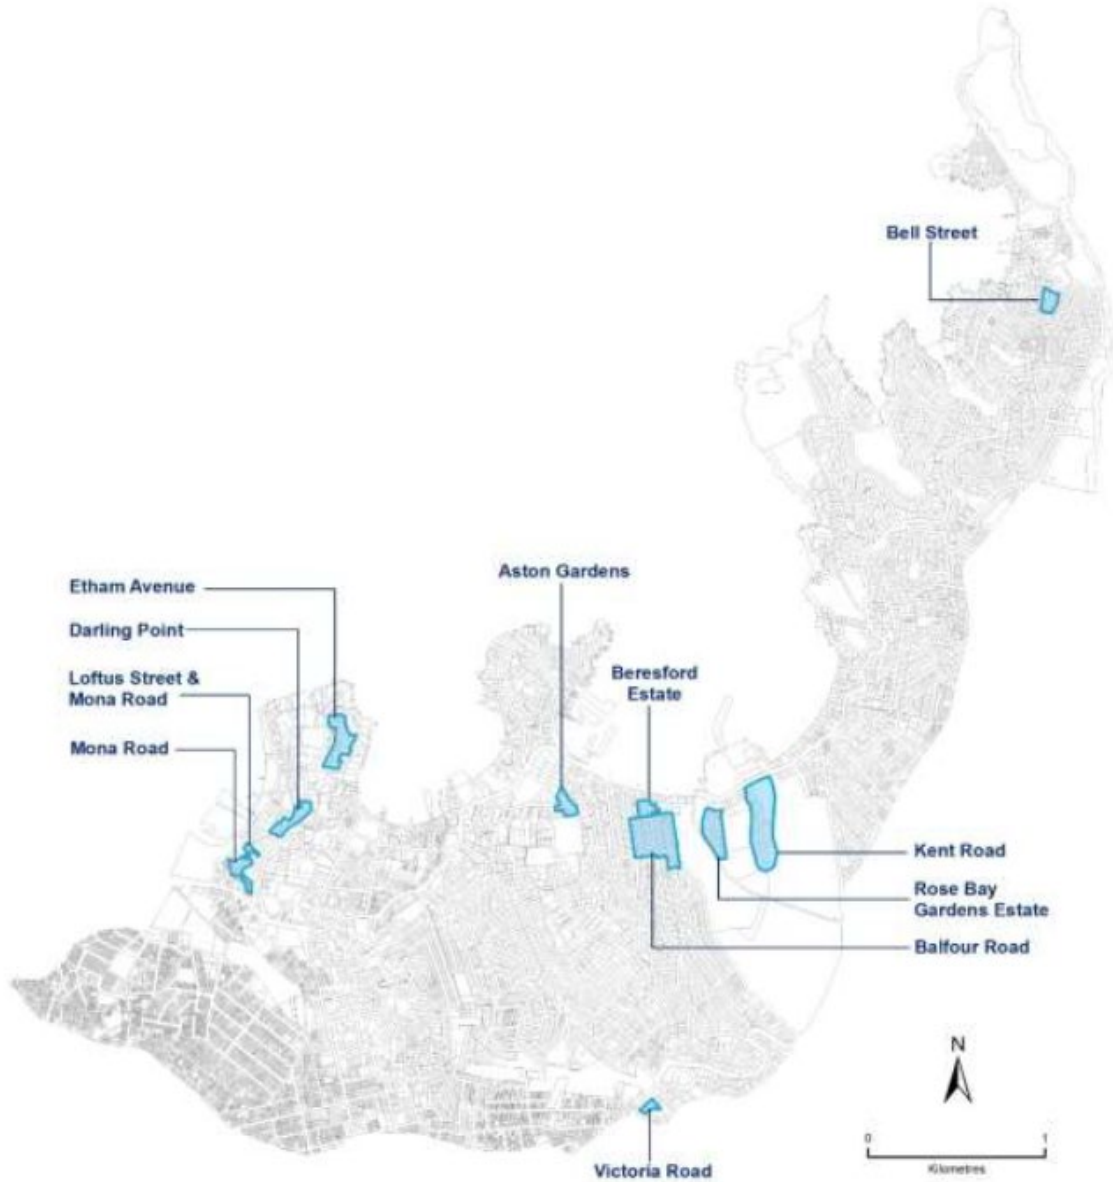 Bell Street
Etham Avenue
Aston Gardens
Darling Point
Beresford
Estate
Loftus Street &
Mona Road
Mona Road
Kent Road
Rose Bay
Gardens Estate
Balfour Road
N
0 1
Kilometres
Victoria Road